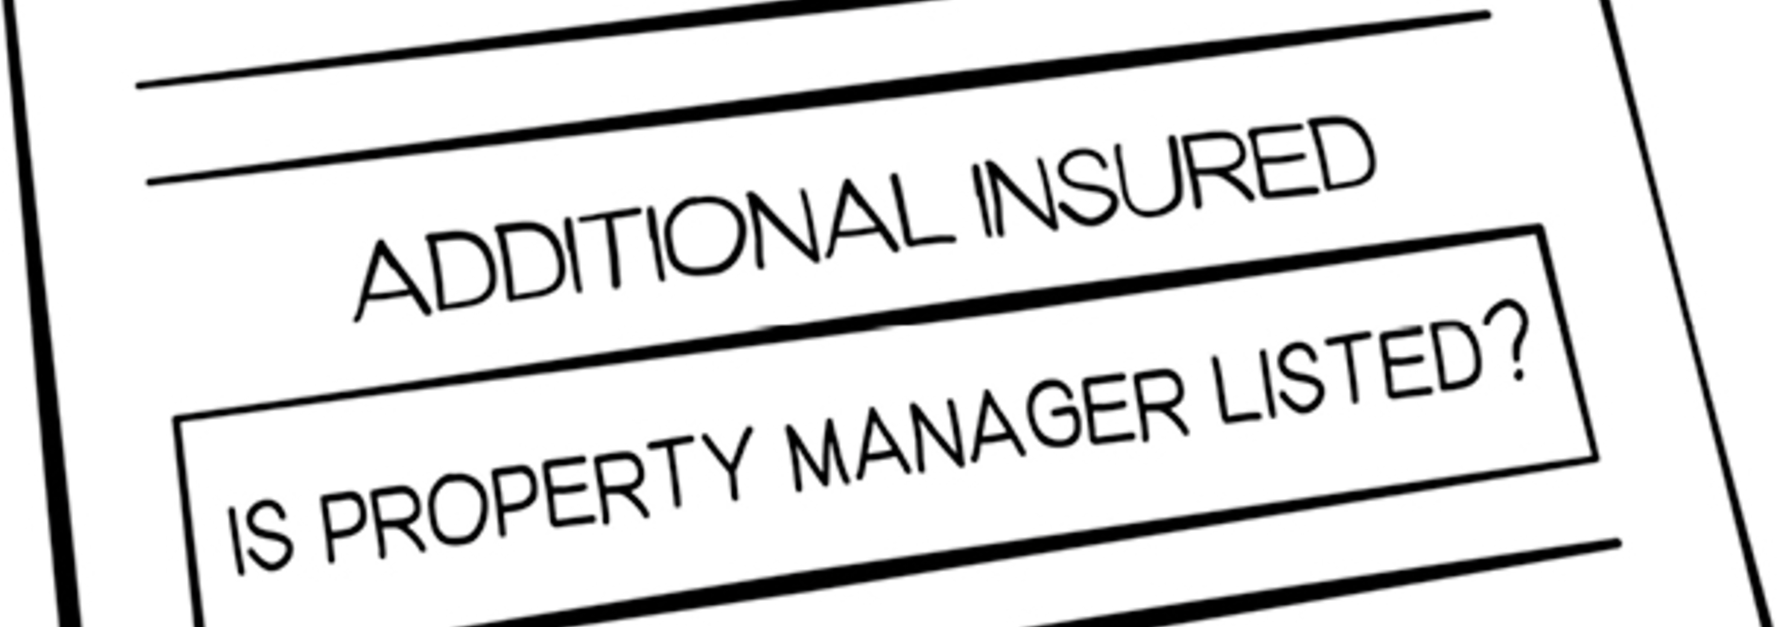 ADDITIONAL INSURED
IS PROPERTY MANAGER LISTED?